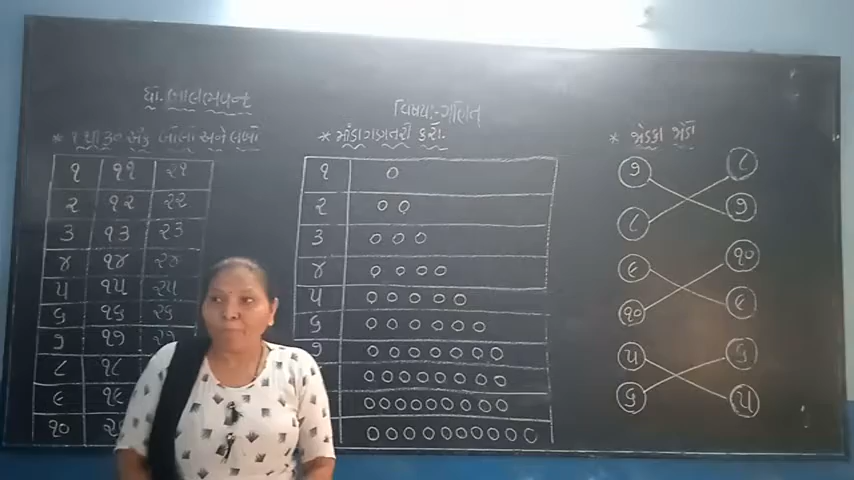 ધો. બાલભવન
વિષય:-ગણિત
* ૧ થી ૩૦ અંક બોલો અને લખો
૧ ૧૧ ૨૧
૨ ૧૨ ૨૨
૩ ૧૩ ૨૩
૪ ૧૪ ૨૪
૫ ૧૫ ૨૫
૬ ૧૬ ૨૬
૭ ૧૭
૮ ૧૮
૯ ૧૯
૧૦
* મીંડા ગણતરી કરો.
૧ ૦
૨ ૦ ૦
૩ ૦ ૦ ૦
૪ ૦ ૦ ૦ ૦
૫ ૦ ૦ ૦ ૦ ૦
૬ ૦ ૦ ૦ ૦ ૦ ૦
૭ ૦ ૦ ૦ ૦ ૦ ૦ ૦
૦ ૦ ૦ ૦ ૦ ૦ ૦ ૦
૦ ૦ ૦ ૦ ૦ ૦ ૦ ૦ ૦
૦ ૦ ૦ ૦ ૦ ૦ ૦ ૦ ૦ ૦
* જોડકા જોડો
૭ ૮
૮ ૭
૯ ૧૦
૧૦ ૯
૫ ૬
૬ ૫